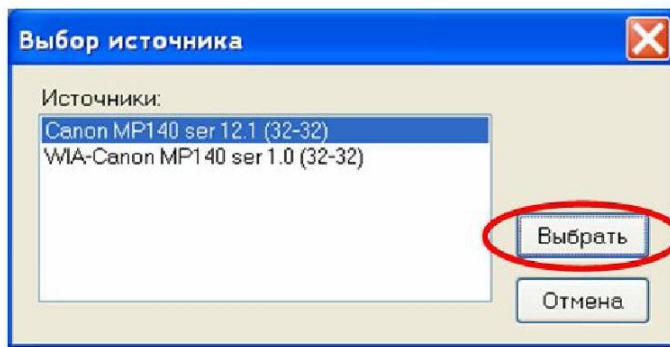 Выбор источника
Источники:
Canon MP140 ser 12.1 (32-32)
WIA-Canon MP140 ser 1.0 (32-32)
Выбрать
Отмена